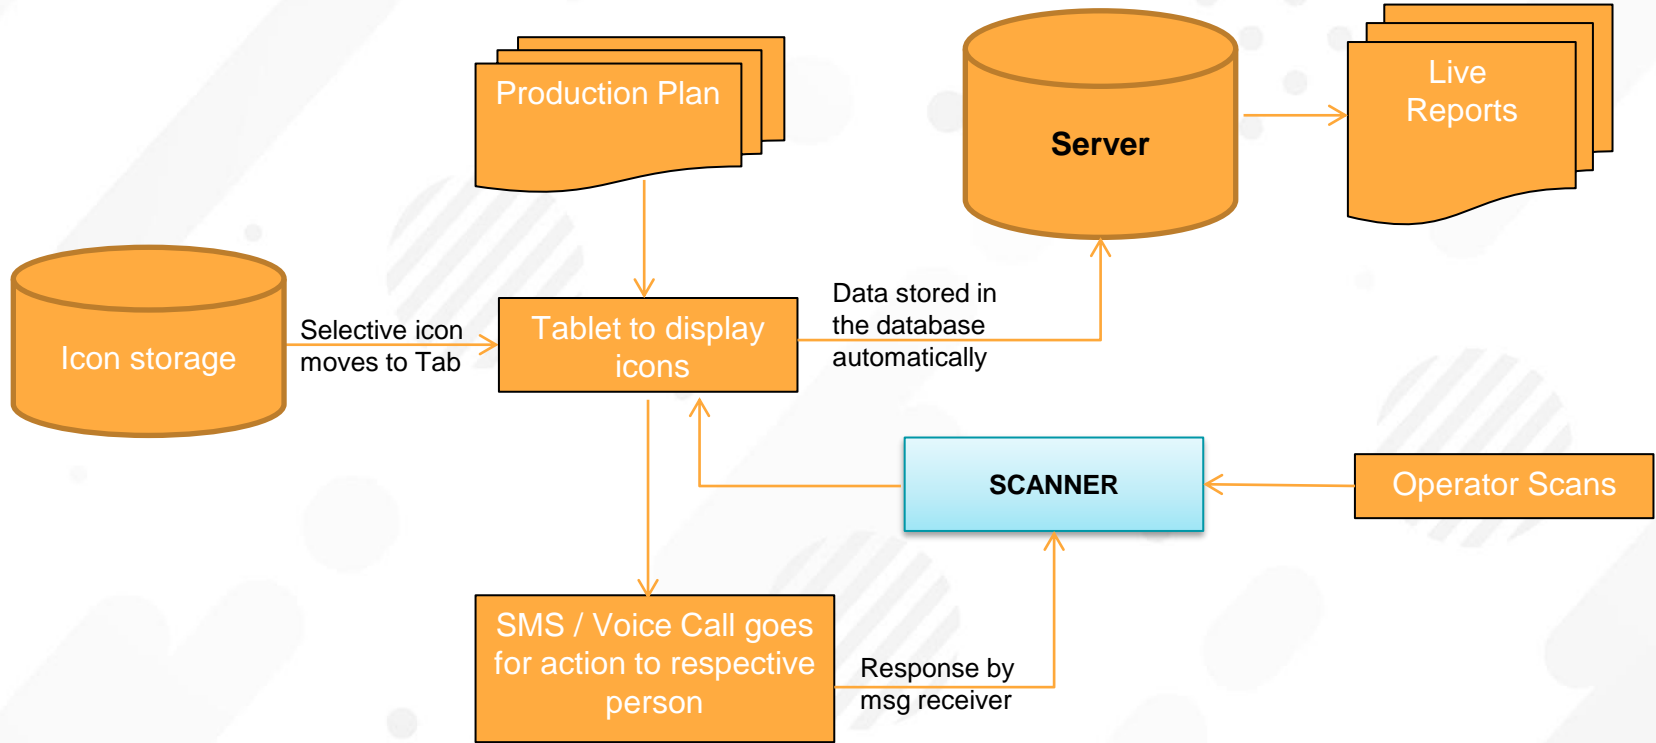 Production Plan
Server
Live
Reports
Icon storage
Selective icon
moves to Tab
Tablet to display
icons
Data stored in
the database
automatically
SCANNER
Operator Scans
SMS / Voice Call goes
for action to respective
person
Response by
msg receiver